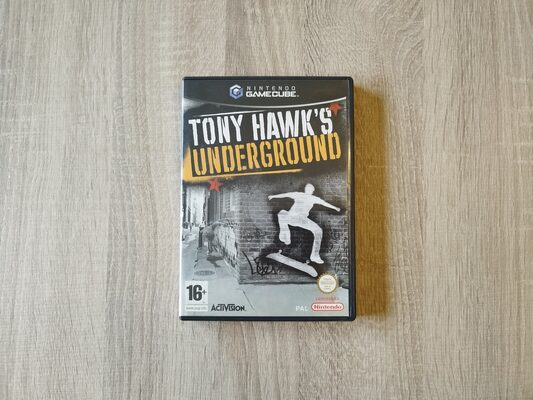 NINTENDO
GAMECUBE
TONY HAWK'S
UNDERGROUND
16+
ACTIVISION
PAL
Nintendo